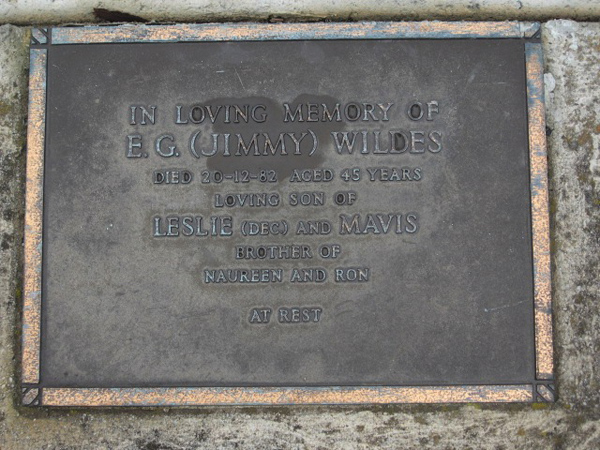 IN LOVING MEMORY OF
E. G. (JIMMY) WILDES
DIED 20-12-82 AGED 45 YEARS
LOVING SON OF
LESLIE (DEC) AND MAVIS
BROTHER OF
NAUREEN AND RON
AT REST